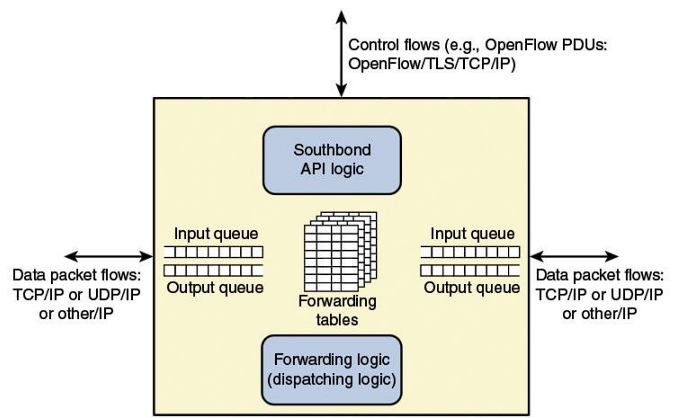 Control flows (e.g., OpenFlow PDUs:
OpenFlow/TLS/TCP/IP)
Southbond
API logic
Input queue
Output queue
Forwarding
tables
Input queue
Output queue
Data packet flows:
TCP/IP or UDP/IP
or other/IP
Data packet flows:
TCP/IP or UDP/IP
or other/IP
Forwarding logic
(dispatching logic)